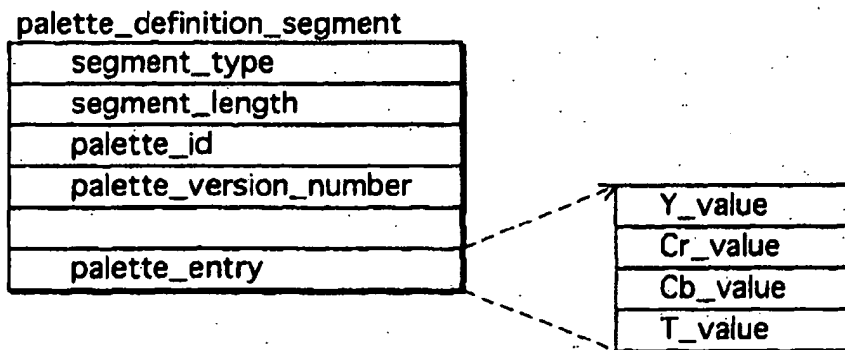 palette_definition_segment
segment_type
segment_length
palette_id
palette_version_number
palette_entry
Y_value
Cr_value
Cb_value
T_value